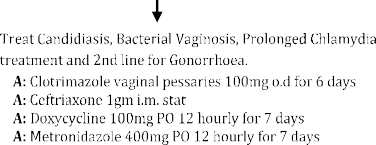 Treat Candidiasis, Bacterial Vaginosis, Prolonged Chlamydia
treatment and 2nd line for Gonorrhoea.
A: Clotrimazole vaginal pessaries 100mg o.d for 6 days
A: Ceftriaxone 1gm i.m. stat
A: Doxycycline 100mg PO 12 hourly for 7 days
A: Metronidazole 400mg PO 12 hourly for 7 days